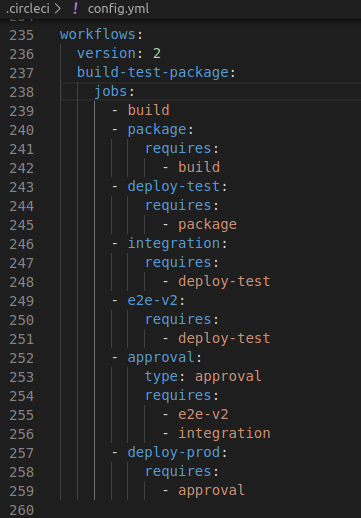 .circleci > ! config.yml
235 workflows:
236   version: 2
237   build-test-package:
238     jobs:
239       - build
240       - package:
241           requires:
242             - build
243       - deploy-test:
244           requires:
245             - package
246       - integration:
247           requires:
248             - deploy-test
249       - e2e-v2:
250           requires:
251             - deploy-test
252       - approval:
253           type: approval
254           requires:
255             - e2e-v2
256             - integration
257       - deploy-prod:
258           requires:
259             - approval
260